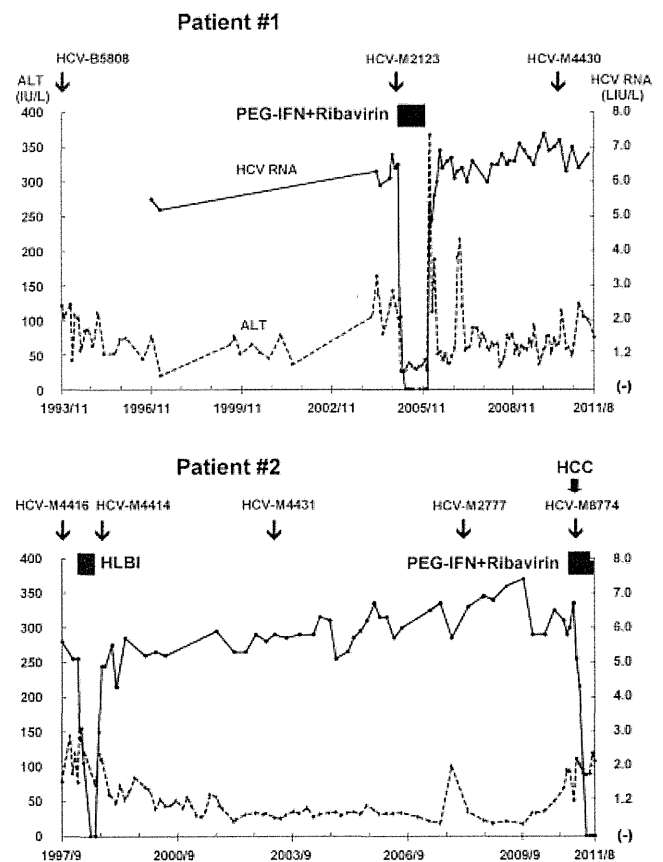 Patient #1
HCV-B5808 HCV-M2123 HCV-M4430
ALT (IU/L) HCV RNA (LIU/L)
PEG-IFN+Ribavirin
400 8.0
350 7.0
300 6.0
250 5.0
200 4.0
150 3.0
100 2.0
50 1.2
0 (-)
HCV RNA
ALT
1993/11 1996/11 1999/11 2002/11 2005/11 2008/11 2011/8
Patient #2
HCC
HCV-M4416 HCV-M4414 HCV-M4431 HCV-M2777 HCV-M8774
HLBI PEG-IFN+Ribavirin
400 8.0
350 7.0
300 6.0
250 5.0
200 4.0
150 3.0
100 2.0
50 1.2
0 (-)
1997/9 2000/9 2003/9 2006/9 2009/9 2011/8